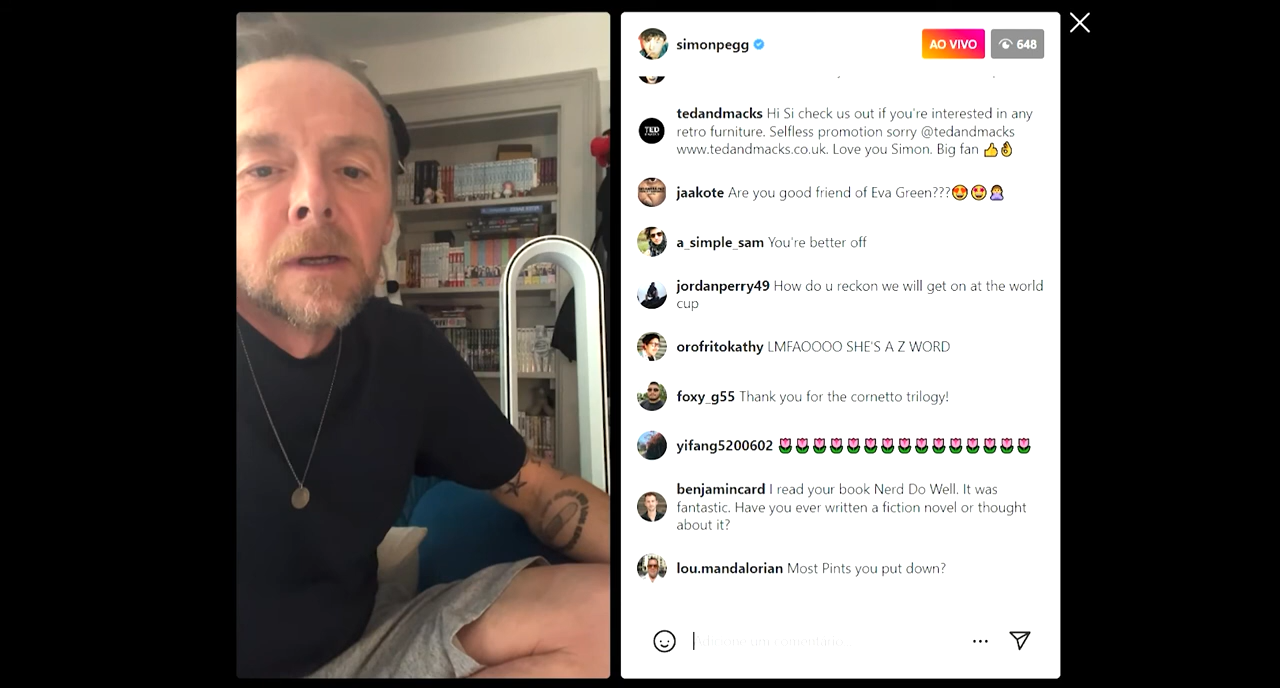 simonpegg
AO VIVO
648
tedandmacks Hi Si check us out if you're interested in any
retro furniture. Selfless promotion sorry @tedandmacks
www.tedandmacks.co.uk. Love you Simon. Big fan 👍👌
TED
jaakote Are you good friend of Eva Green???😍😍🙇‍♀️
a_simple_sam You're better off
jordanperry49 How do u reckon we will get on at the world
cup
orofritokathy LMFAOOOO SHE'S A Z WORD
foxy_g55 Thank you for the cornetto trilogy!
yifang5200602 🌷🌷🌷🌷🌷🌷🌷🌷🌷🌷🌷🌷🌷🌷🌷
benjamincard I read your book Nerd Do Well. It was
fantastic. Have you ever written a fiction novel or thought
about it?
lou.mandalorian Most Pints you put down?